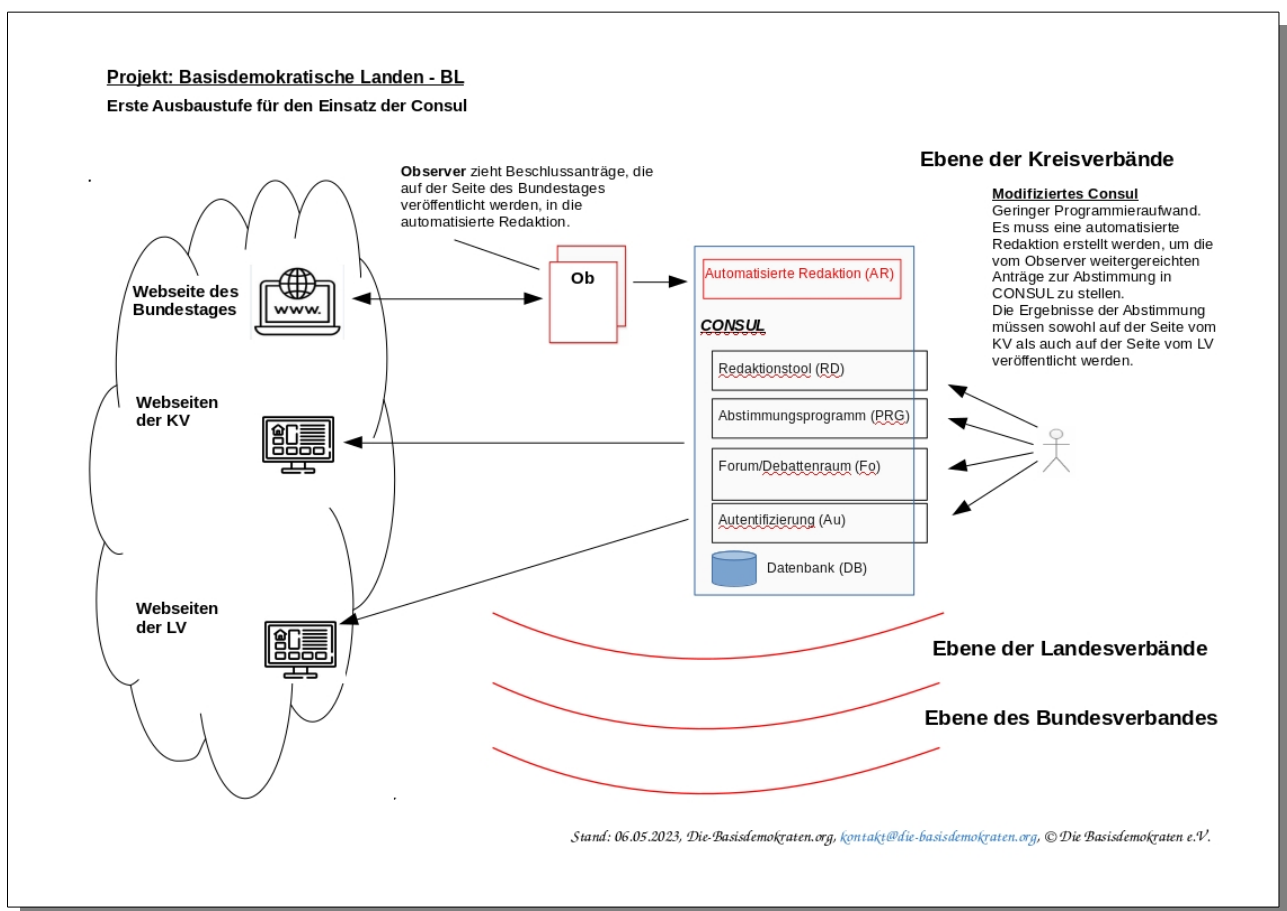 Projekt: Basisdemokratische Landen - BL
Erste Ausbaustufe für den Einsatz der Consul
Observer zieht Beschlussanträge, die
auf der Seite des Bundestages
veröffentlicht werden, in die
automatisierte Redaktion.
Ebene der Kreisverbände
Modifiziertes Consul
Geringer Programmieraufwand.
Es muss eine automatisierte
Redaktion erstellt werden, um die
vom Observer weitergereichten
Anträge zur Abstimmung in
CONSUL zu stellen.
Die Ergebnisse der Abstimmung
müssen sowohl auf der Seite vom
KV als auch auf der Seite vom LV
veröffentlicht werden.
Webseite des
Bundestages
www.
Ob
Automatisierte Redaktion (AR)
CONSUL
Redaktionstool (RD)
Abstimmungsprogramm (PRG)
Forum/Debattenraum (Fo)
Autentifizierung (Au)
Datenbank (DB)
Webseiten
der KV
Webseiten
der LV
Ebene der Landesverbände
Ebene des Bundesverbandes
Stand: 06.05.2023, Die-Basisdemokraten.org, kontakt@die-basisdemokraten.org, © Die Basisdemokraten e.V.